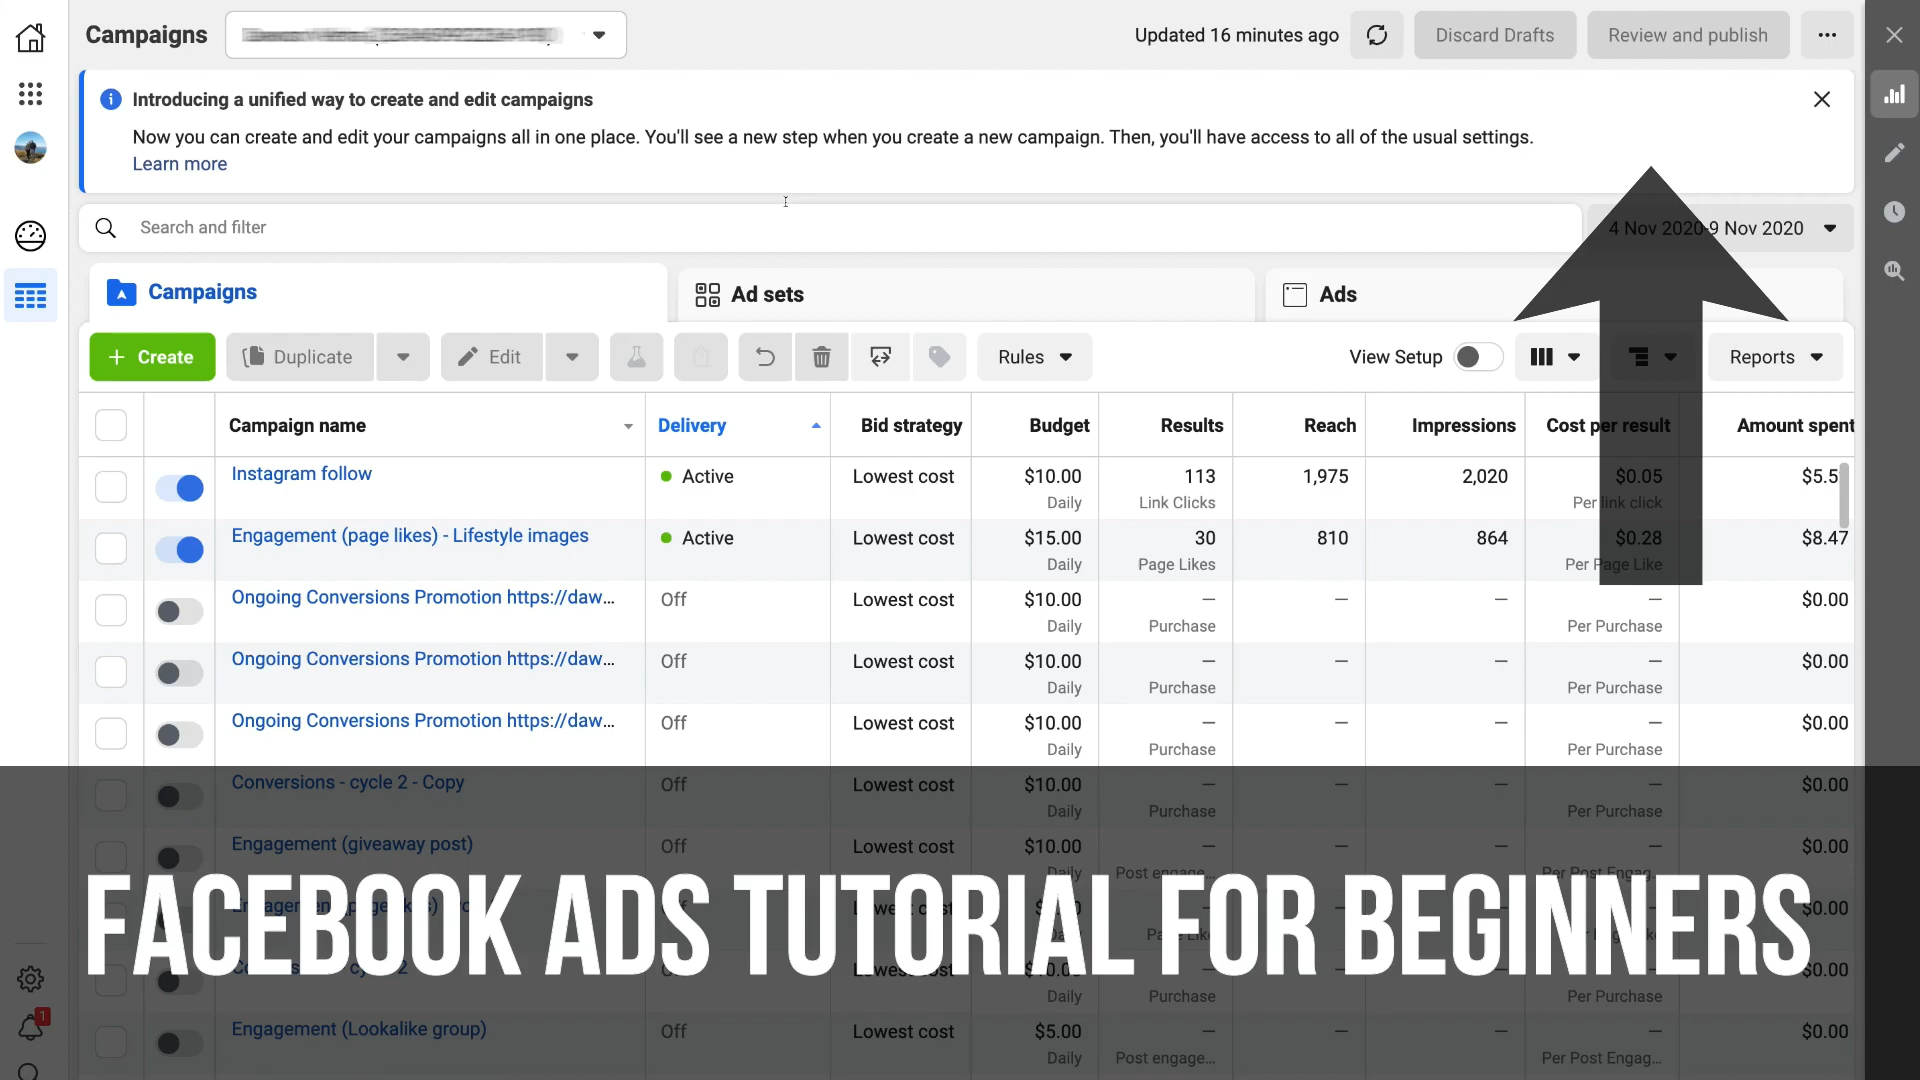 Campaigns
Updated 16 minutes ago
Discard Drafts
Review and publish
Introducing a unified way to create and edit campaigns
Now you can create and edit your campaigns all in one place. You'll see a new step when you create a new campaign. Then, you'll have access to all of the usual settings.
Learn more
Search and filter
4 Nov 2020-9 Nov 2020
Campaigns
Ad sets
Ads
+ Create
Duplicate
Edit
Rules
View Setup
Reports
Campaign name Delivery Bid strategy Budget Results Reach Impressions Cost per result Amount spent
Instagram follow Active Lowest cost $10.00 113 1,975 2,020 $0.05 $5.5
Daily Link Clicks Per link click
Engagement (page likes) - Lifestyle images Active Lowest cost $15.00 30 810 864 $0.28 $8.47
Daily Page Likes Per Page Like
Ongoing Conversions Promotion https://daw... Off Lowest cost $10.00 — — — — $0.00
Daily Purchase Per Purchase
Ongoing Conversions Promotion https://daw... Off Lowest cost $10.00 — — — — $0.00
Daily Purchase Per Purchase
Ongoing Conversions Promotion https://daw... Off Lowest cost $10.00 — — — — $0.00
Daily Purchase Per Purchase
Conversions - cycle 2 - Copy Off Lowest cost $10.00 — — — — $0.00
Daily Purchase Per Purchase
Engagement (giveaway post) Off Lowest cost $10.00 — — — — $0.00
Daily Post engage... Per Post Engag...
FACEBOOK ADS TUTORIAL FOR BEGINNERS
$0.00
$0.00
Daily Purchase Per Purchase
1
Engagement (Lookalike group) Off Lowest cost $5.00 — — — — $0.00
Daily Post engage... Per Post Engag...